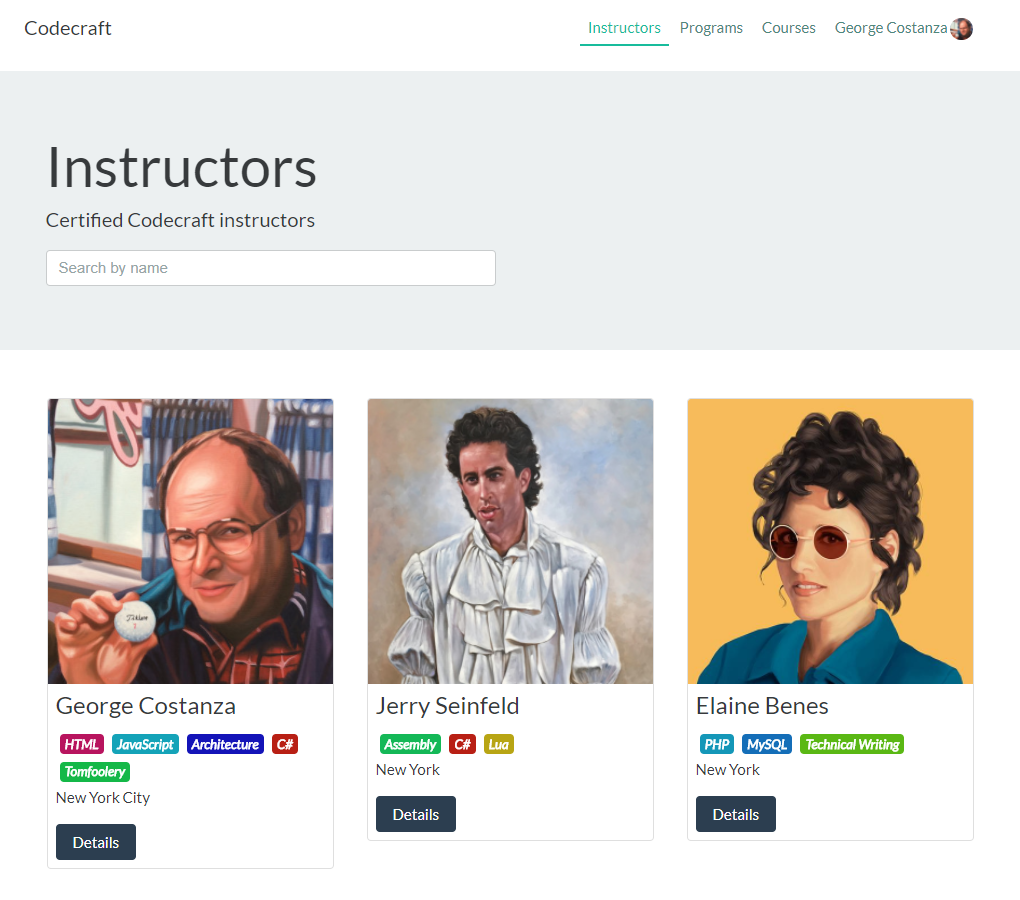 Codecraft
Instructors Programs Courses George Costanza
Instructors
Certified Codecraft instructors
Search by name
Titleist
George Costanza
HTML JavaScript Architecture C#
Tomfoolery
New York City
Details
Jerry Seinfeld
Assembly C# Lua
New York
Details
Elaine Benes
PHP MySQL Technical Writing
New York
Details